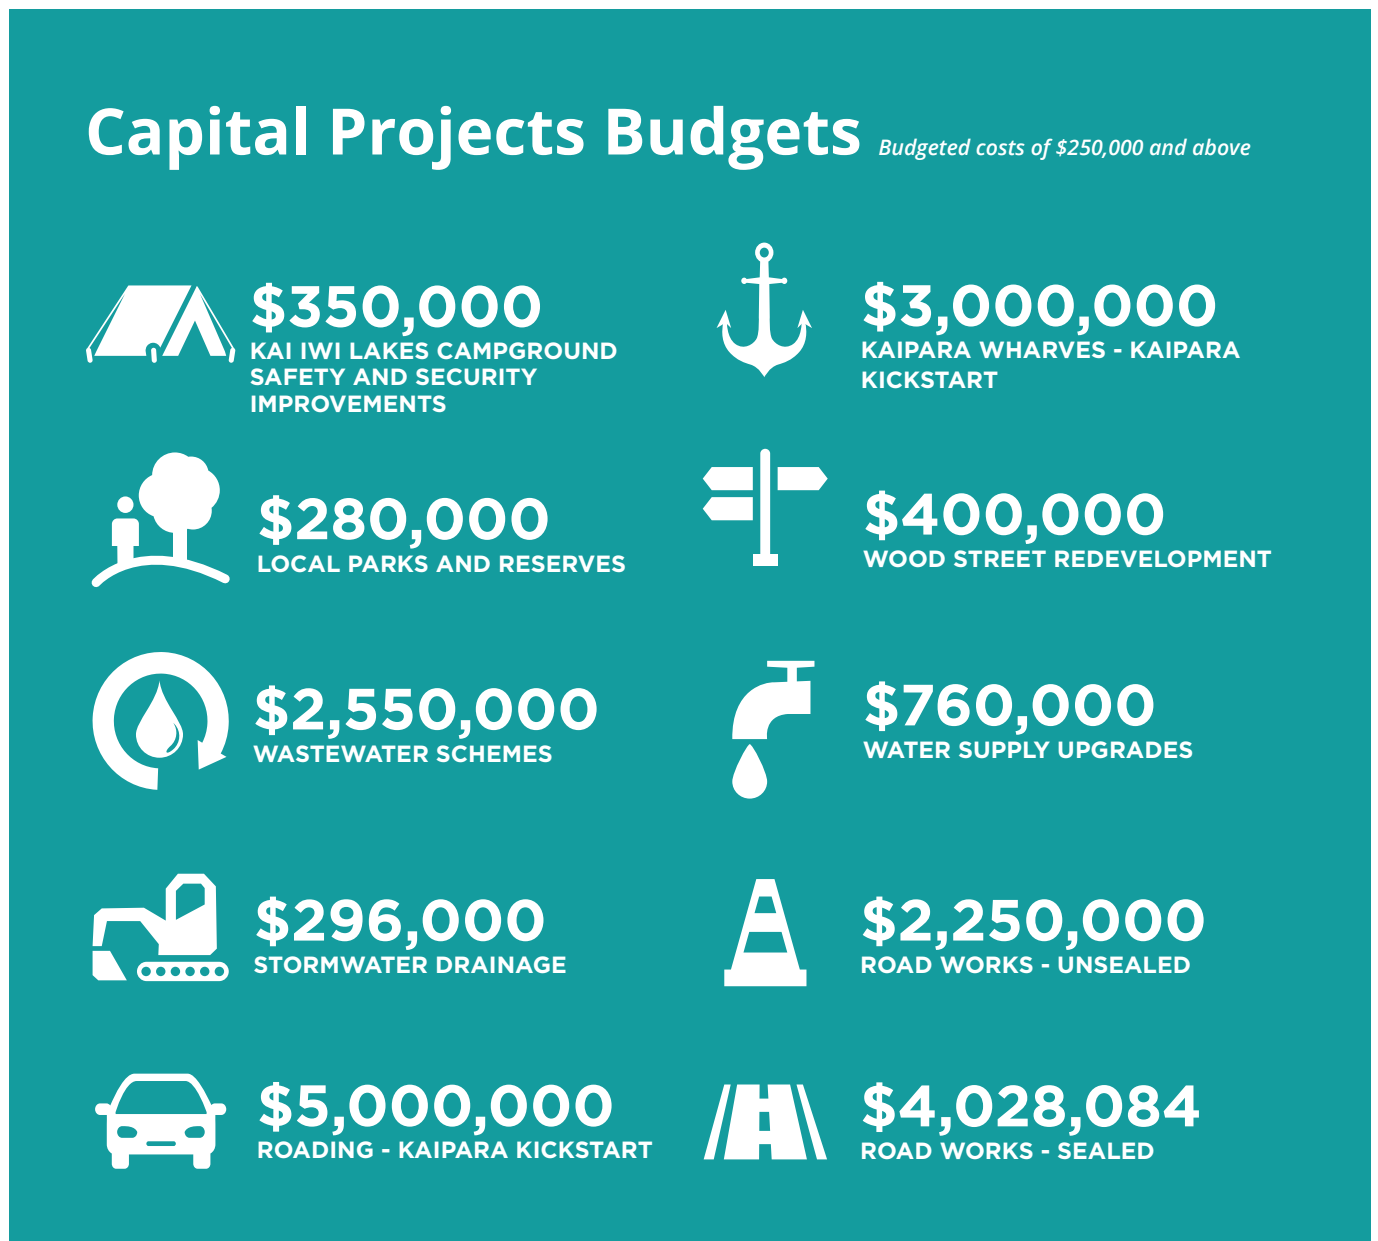 Capital Projects Budgets Budgeted costs of $250,000 and above
$350,000
KAI IWI LAKES CAMPGROUND
SAFETY AND SECURITY
IMPROVEMENTS
$3,000,000
KAIPARA WHARVES - KAIPARA
KICKSTART
$280,000
LOCAL PARKS AND RESERVES
$400,000
WOOD STREET REDEVELOPMENT
$2,550,000
WASTEWATER SCHEMES
$760,000
WATER SUPPLY UPGRADES
$296,000
STORMWATER DRAINAGE
$2,250,000
ROAD WORKS - UNSEALED
$5,000,000
ROADING - KAIPARA KICKSTART
$4,028,084
ROAD WORKS - SEALED